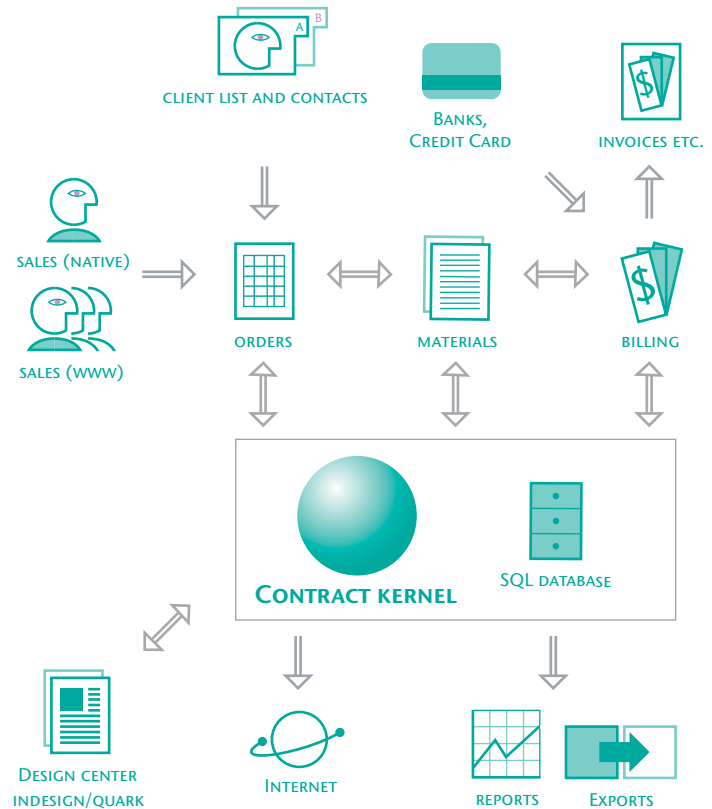 A
B
CLIENT LIST AND CONTACTS
BANKS,
CREDIT CARD
INVOICES ETC.
$
SALES (NATIVE)
SALES (WWW)
ORDERS
MATERIALS
$
BILLING
CONTRACT KERNEL
SQL DATABASE
DESIGN CENTER
INDESIGN/QUARK
INTERNET
REPORTS
EXPORTS